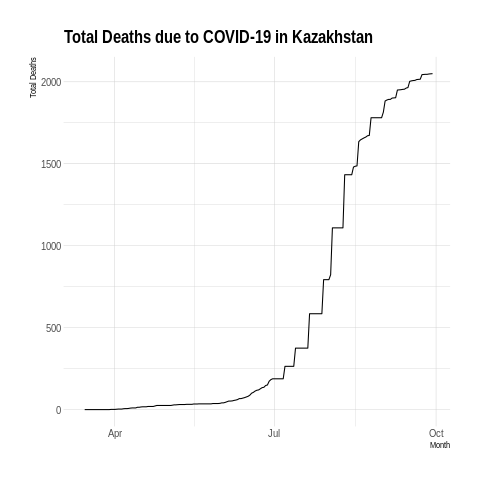 Total Deaths due to COVID-19 in Kazakhstan
Total Deaths
2000
1500
1000
500
0
Apr
Jul
Oct
Month